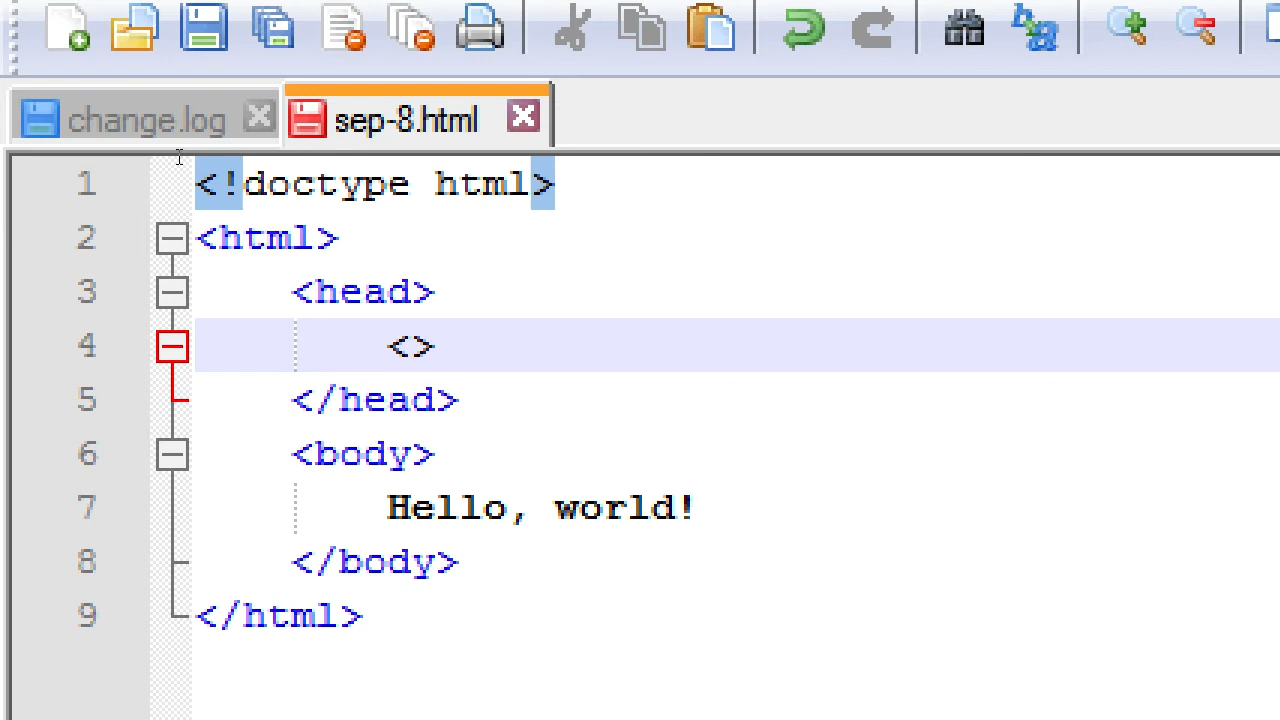 change.log sep-8.html
1 <!doctype html>
2 <html>
3 <head>
4 <>
5 </head>
6 <body>
7 Hello, world!
8 </body>
9 </html>